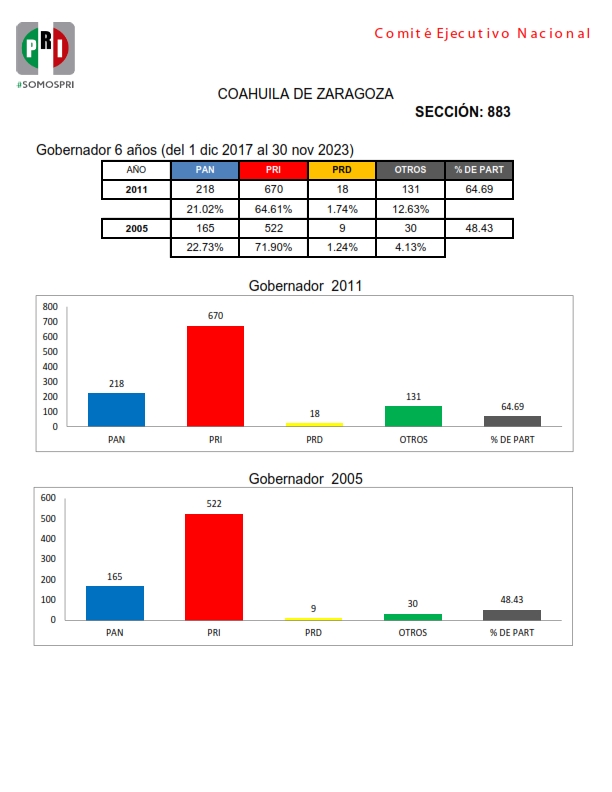 PRI
#SOMOSPRI
Comité Ejecutivo Nacional
COAHUILA DE ZARAGOZA
SECCIÓN: 883
Gobernador 6 años (del 1 dic 2017 al 30 nov 2023)
AÑO PAN PRI PRD OTROS % DE PART
2011 218 670 18 131 64.69
21.02% 64.61% 1.74% 12.63%
2005 165 522 9 30 48.43
22.73% 71.90% 1.24% 4.13%
Gobernador 2011
800
700
600
500
400
300
200
100
0
218
670
18
131
64.69
PAN PRI PRD OTROS % DE PART
Gobernador 2005
600
500
400
300
200
100
0
165
522
9
30
48.43
PAN PRI PRD OTROS % DE PART